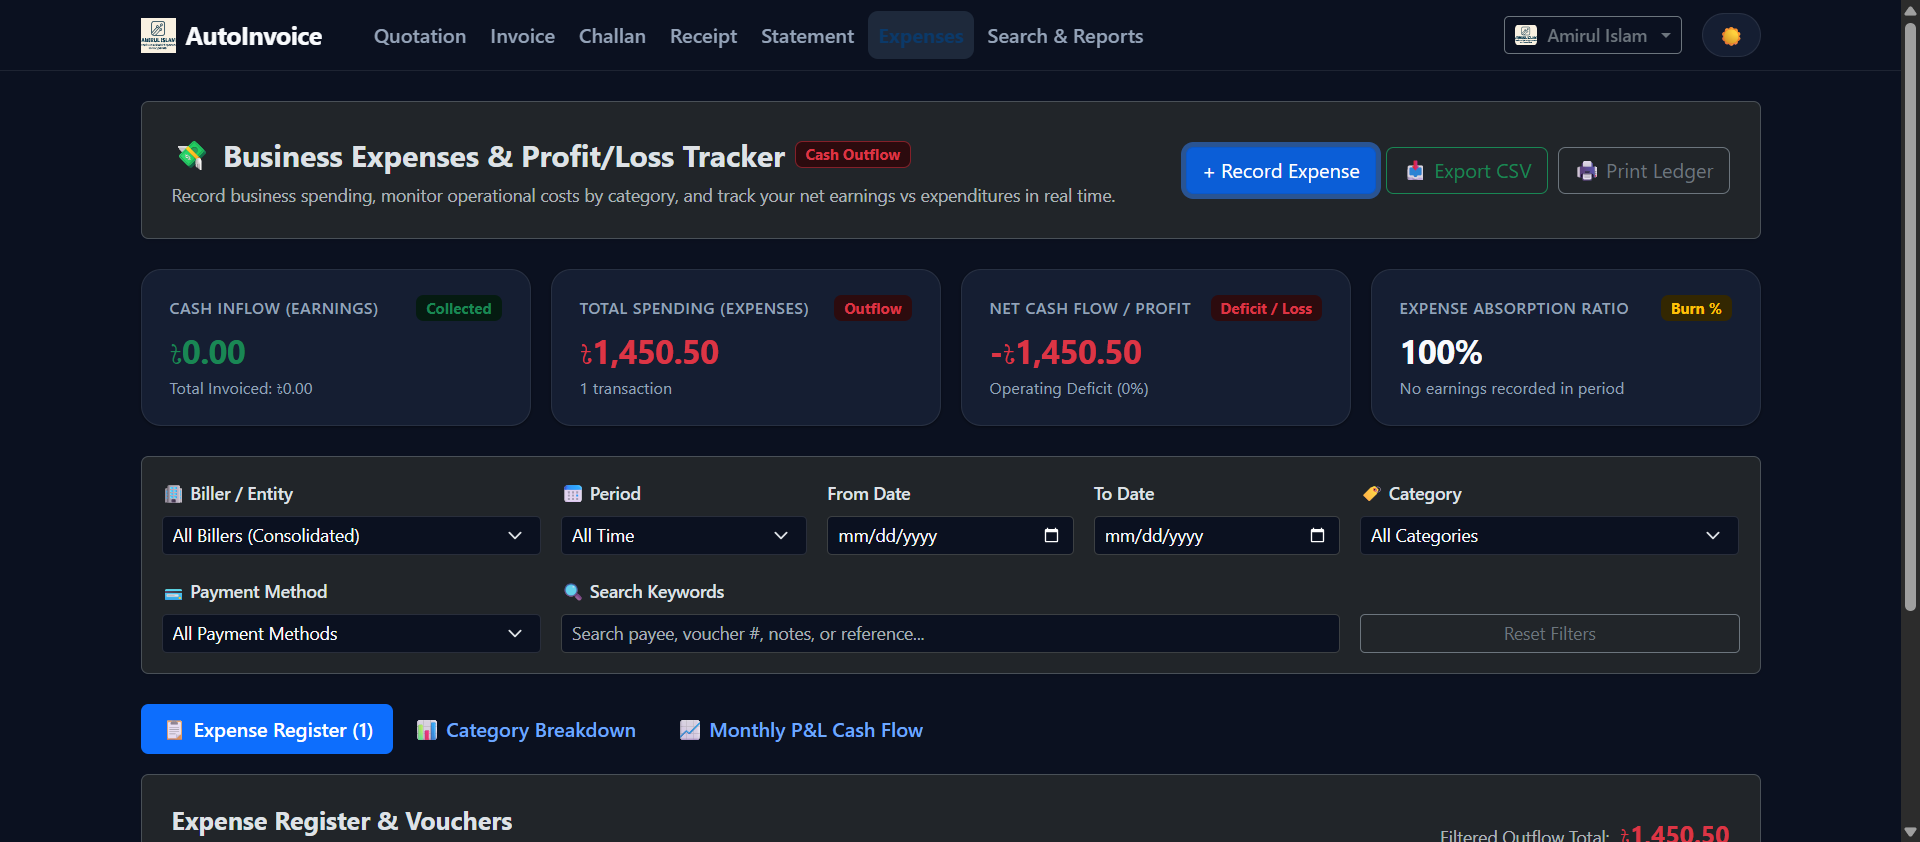 AutoInvoice
Quotation
Invoice
Challan
Receipt
Statement
Expenses
Search & Reports
Amirul Islam
Business Expenses & Profit/Loss Tracker
Cash Outflow
Record business spending, monitor operational costs by category, and track your net earnings vs expenditures in real time.
+ Record Expense
Export CSV
Print Ledger
CASH INFLOW (EARNINGS)
Collected
৳0.00
Total Invoiced: ৳0.00
TOTAL SPENDING (EXPENSES)
Outflow
৳1,450.50
1 transaction
NET CASH FLOW / PROFIT
Deficit / Loss
-৳1,450.50
Operating Deficit (0%)
EXPENSE ABSORPTION RATIO
Burn %
100%
No earnings recorded in period
Biller / Entity
All Billers (Consolidated)
Period
All Time
From Date
mm/dd/yyyy
To Date
mm/dd/yyyy
Category
All Categories
Payment Method
All Payment Methods
Search Keywords
Search payee, voucher #, notes, or reference...
Reset Filters
Expense Register (1)
Category Breakdown
Monthly P&L Cash Flow
Expense Register & Vouchers
Filtered Outflow Total: ৳1,450.50